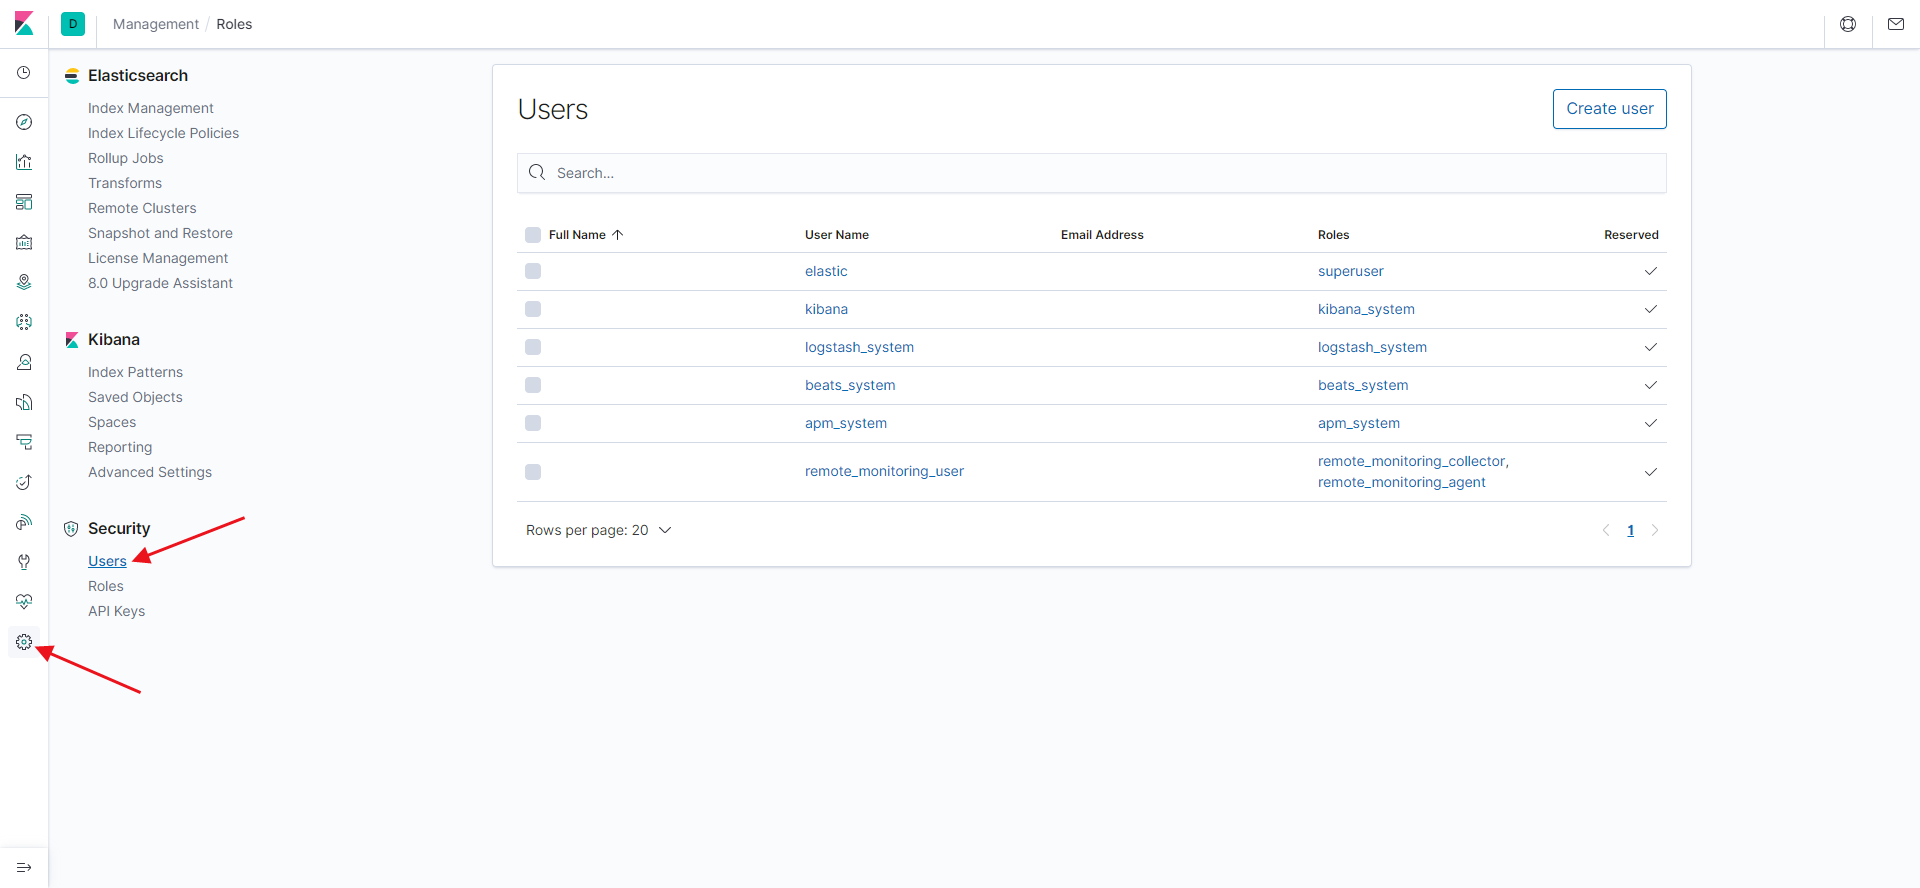 D
Management / Roles
Elasticsearch
Index Management
Index Lifecycle Policies
Rollup Jobs
Transforms
Remote Clusters
Snapshot and Restore
License Management
8.0 Upgrade Assistant
Kibana
Index Patterns
Saved Objects
Spaces
Reporting
Advanced Settings
Security
Users
Roles
API Keys
Users
Create user
Search...
Full Name User Name Email Address Roles Reserved
elastic superuser
kibana kibana_system
logstash_system logstash_system
beats_system beats_system
apm_system apm_system
remote_monitoring_user remote_monitoring_collector,
remote_monitoring_agent
Rows per page: 20
1